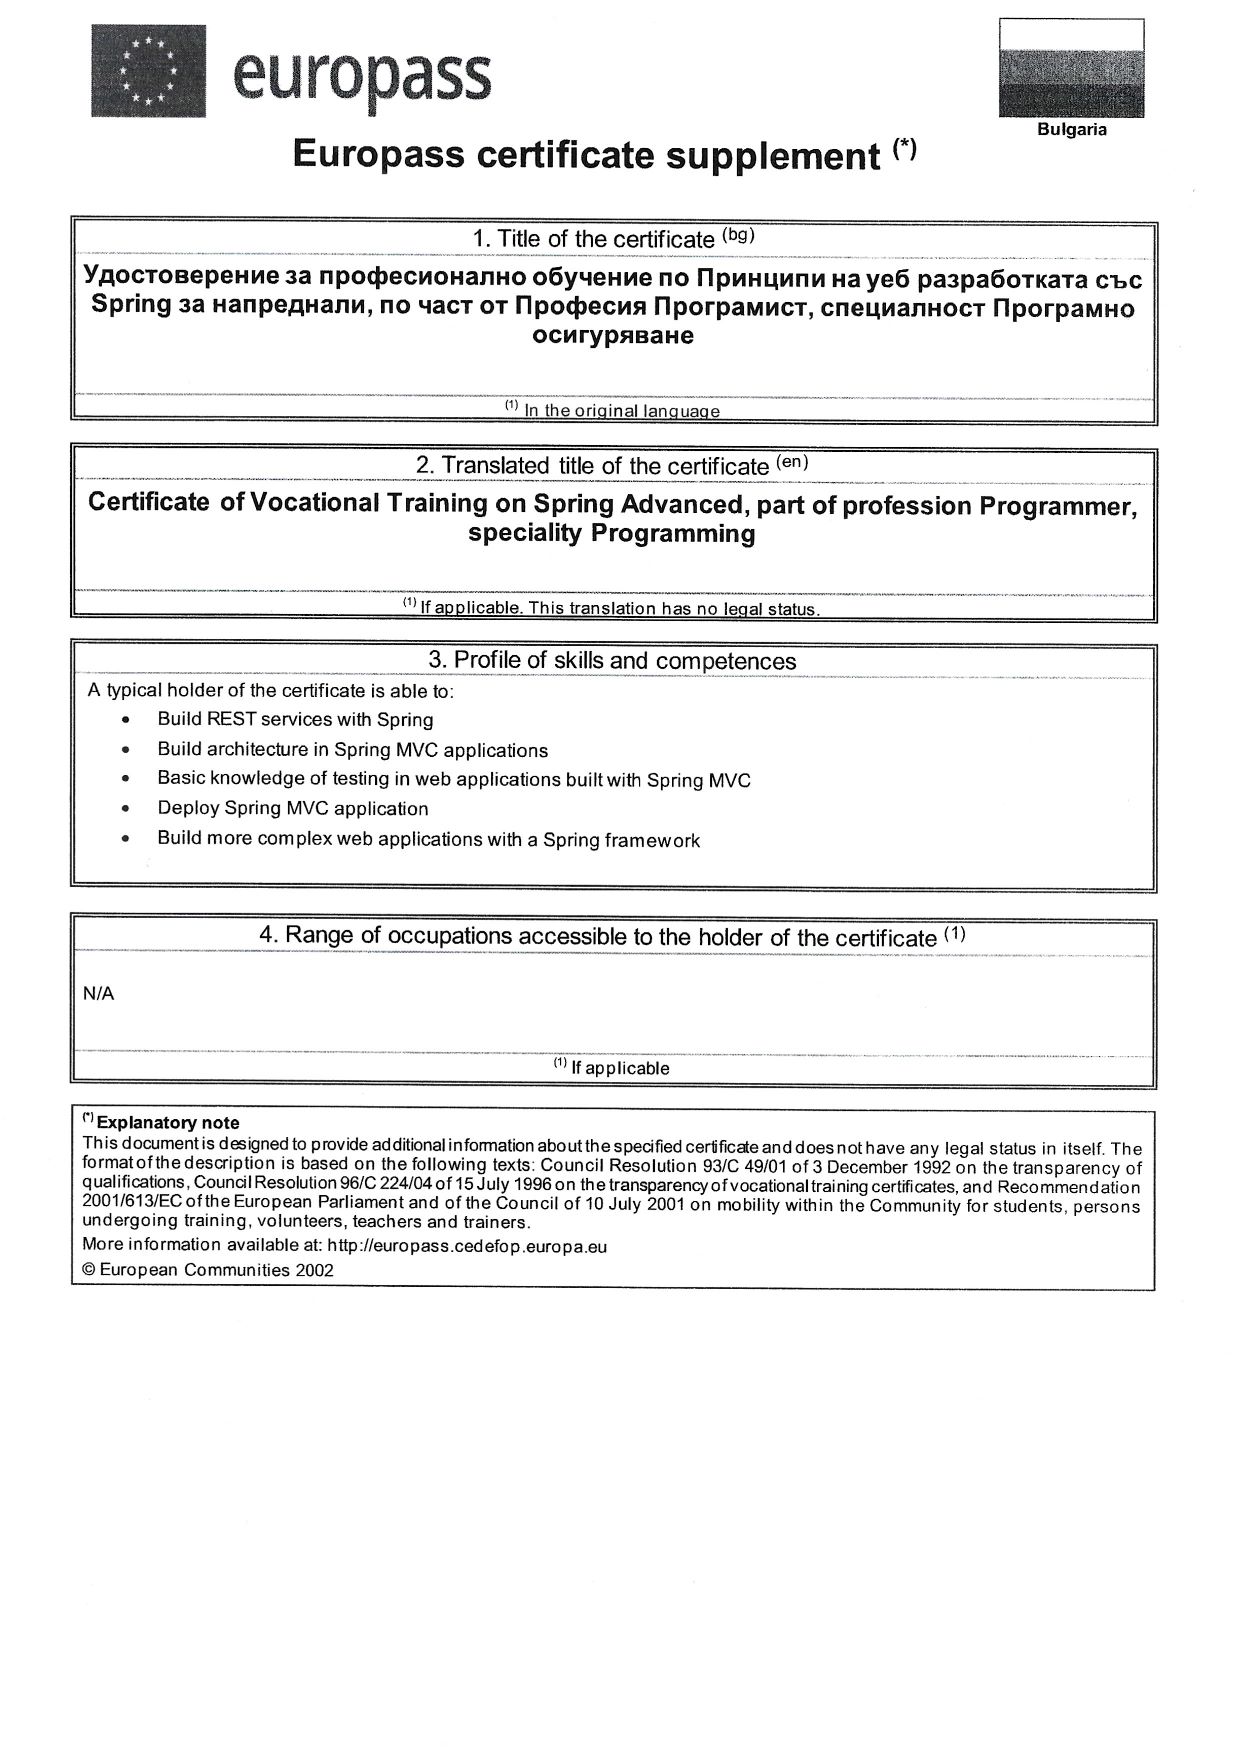 europass
Bulgaria
Europass certificate supplement (*)
1. Title of the certificate (bg)
Удостоверение за професионално обучение по Принципи на уеб разработката със
Spring за напреднали, по част от Професия Програмист, специалност Програмно
осигуряване
(1) In the original language
2. Translated title of the certificate (en)
Certificate of Vocational Training on Spring Advanced, part of profession Programmer,
speciality Programming
(1) If applicable. This translation has no legal status.
3. Profile of skills and competences
A typical holder of the certificate is able to:
• Build REST services with Spring
• Build architecture in Spring MVC applications
• Basic knowledge of testing in web applications built with Spring MVC
• Deploy Spring MVC application
• Build more complex web applications with a Spring framework
4. Range of occupations accessible to the holder of the certificate (1)
N/A
(1) If applicable
(*) Explanatory note
This document is designed to provide additional information about the specified certificate and does not have any legal status in itself. The
format of the description is based on the following texts: Council Resolution 93/C 49/01 of 3 December 1992 on the transparency of
qualifications, Council Resolution 96/C 224/04 of 15 July 1996 on the transparency of vocational training certificates, and Recommendation
2001/613/EC of the European Parliament and of the Council of 10 July 2001 on mobility within the Community for students, persons
undergoing training, volunteers, teachers and trainers.
More information available at: http://europass.cedefop.europa.eu
© European Communities 2002